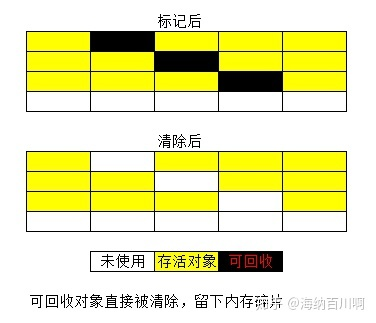 标记后
清除后
未使用 存活对象 可回收
可回收对象直接被清除，留下内存碎片
知乎 @海纳百川啊